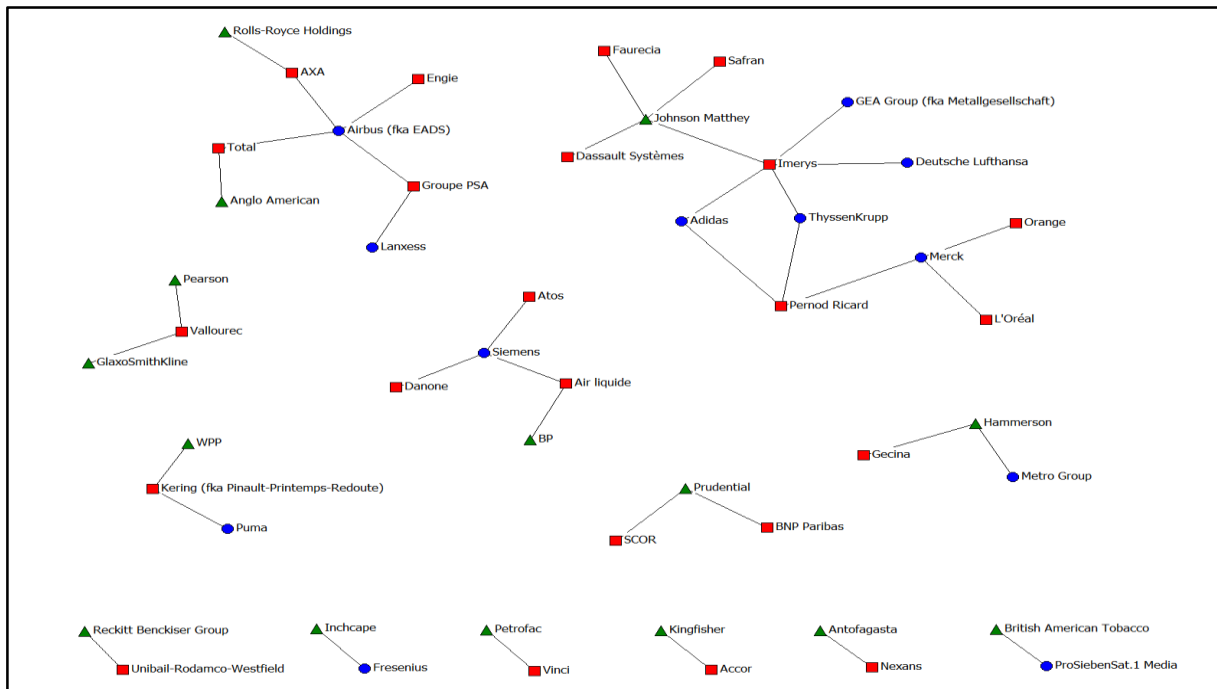 Rolls-Royce Holdings
AXA
Engie
Airbus (fka EADS)
Total
Groupe PSA
Anglo American
Lanxess
Faurecia
Safran
GEA Group (fka Metallgesellschaft)
Johnson Matthey
Dassault Systèmes
Imerys
Deutsche Lufthansa
Adidas
ThyssenKrupp
Orange
Merck
Pernod Ricard
L'Oréal
Pearson
Vallourec
GlaxoSmithKline
Atos
Siemens
Danone
Air liquide
BP
WPP
Kering (fka Pinault-Printemps-Redoute)
Puma
Hammerson
Gecina
Metro Group
Prudential
SCOR
BNP Paribas
Reckitt Benckiser Group
Unibail-Rodamco-Westfield
Inchcape
Fresenius
Petrofac
Vinci
Kingfisher
Accor
Antofagasta
Nexans
British American Tobacco
ProSiebenSat.1 Media